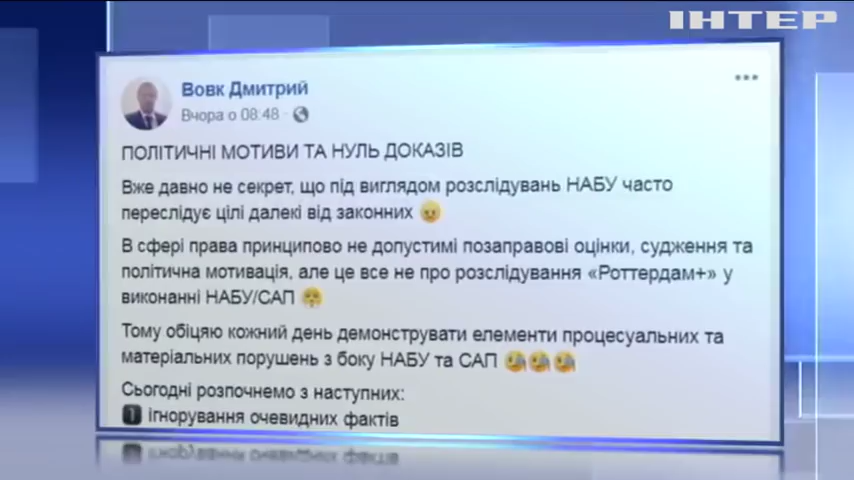 ІНТЕР
Вовк Дмитрий
Вчора о 08:48 ·
ПОЛІТИЧНІ МОТИВИ ТА НУЛЬ ДОКАЗІВ
Вже давно не секрет, що під виглядом розслідувань НАБУ часто
переслідує цілі далекі від законних 😠
В сфері права принципово не допустимі позаправові оцінки, судження та
політична мотивація, але це все не про розслідування «Роттердам+» у
виконанні НАБУ/САП 😤
Тому обіцяю кожний день демонструвати елементи процесуальних та
матеріальних порушень з боку НАБУ та САП 🧐🧐🧐
Сьогодні розпочнемо з наступних:
1️⃣ ігнорування очевидних фактів